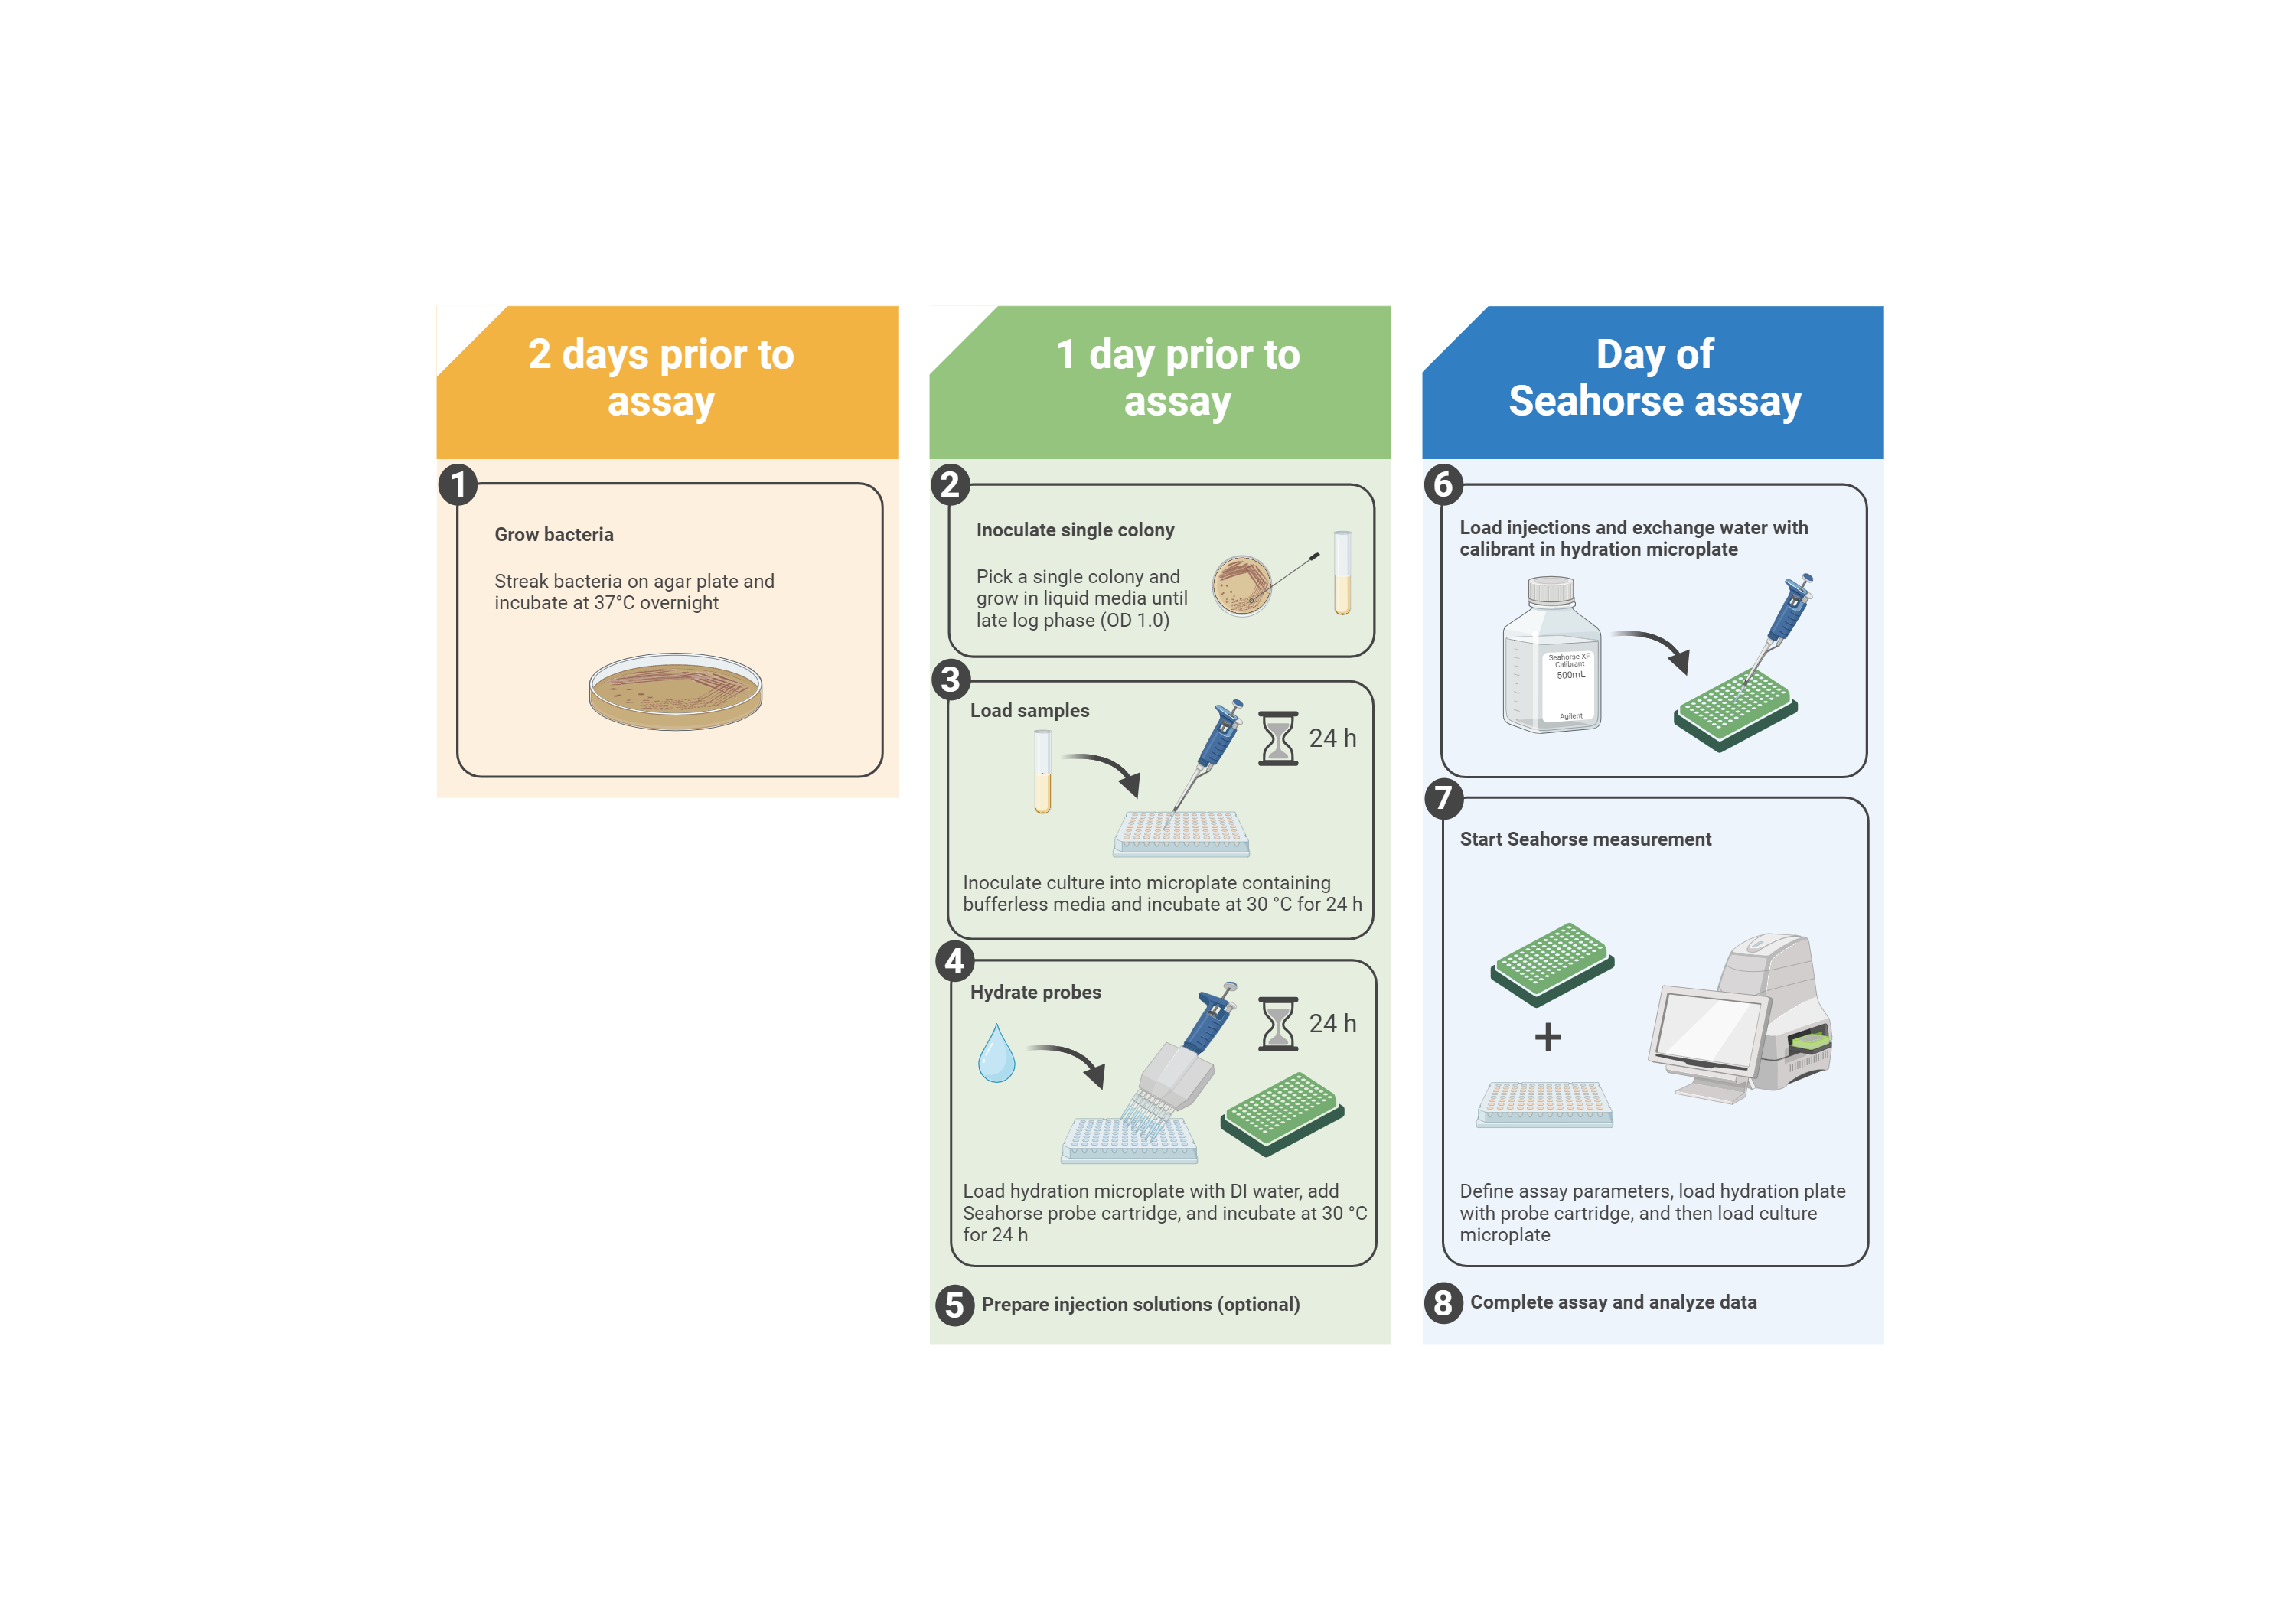 2 days prior to
assay
1
Grow bacteria
Streak bacteria on agar plate and
incubate at 37°C overnight
1 day prior to
assay
2
Inoculate single colony
Pick a single colony and
grow in liquid media until
late log phase (OD 1.0)
3
Load samples
24 h
Inoculate culture into microplate containing
bufferless media and incubate at 30 °C for 24 h
4
Hydrate probes
24 h
Load hydration microplate with DI water, add
Seahorse probe cartridge, and incubate at 30 °C
for 24 h
5 Prepare injection solutions (optional)
Day of
Seahorse assay
6
Load injections and exchange water with
calibrant in hydration microplate
Seahorse XF
Calibrant
500mL
Agilent
7
Start Seahorse measurement
+
Define assay parameters, load hydration plate
with probe cartridge, and then load culture
microplate
8 Complete assay and analyze data